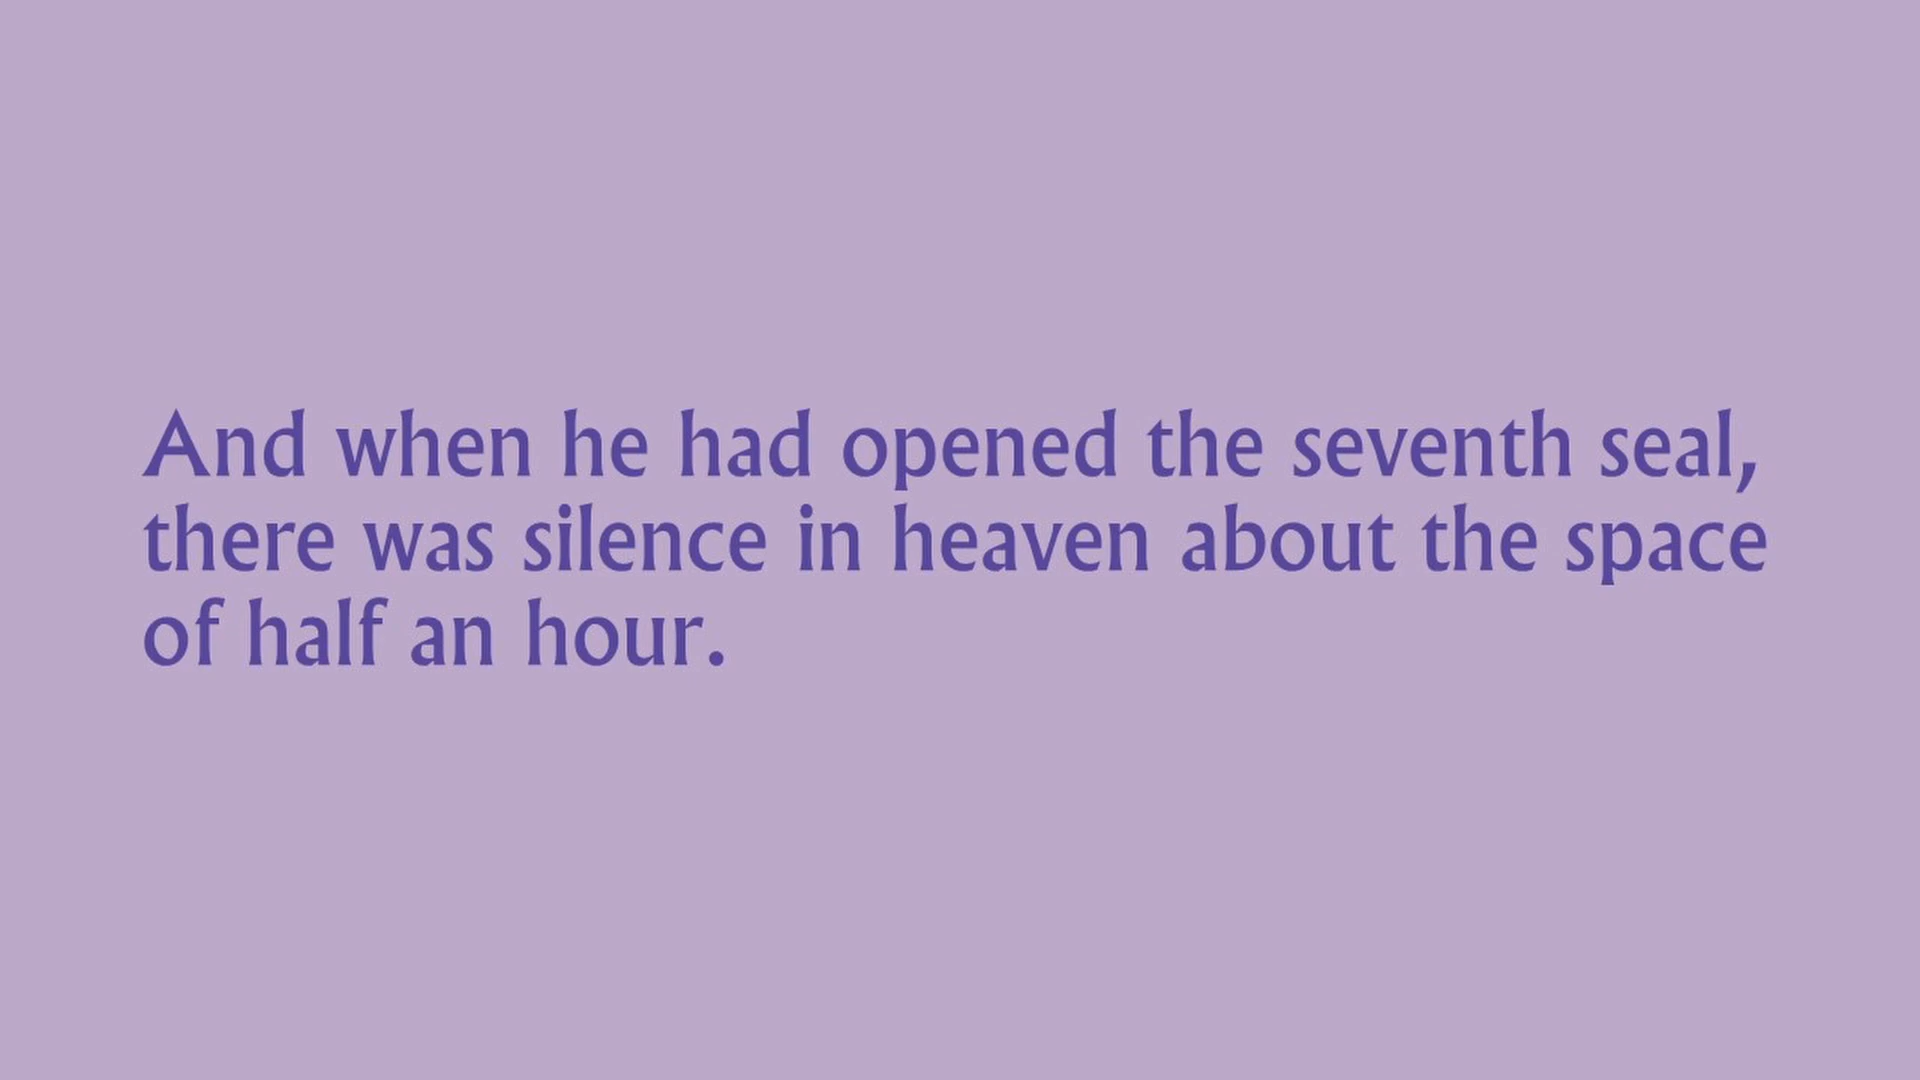 And when he had opened the seventh seal,
there was silence in heaven about the space
of half an hour.